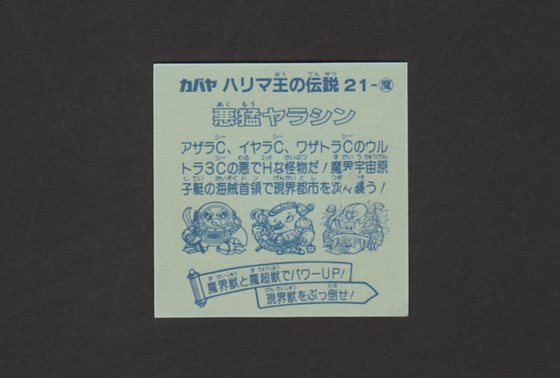 カバヤ ハリマ王の伝説 21-魔
悪猛ヤラシン
アザラC、イヤラC、ワザトラCのウル
トラ3Cの悪でHな怪物だ!魔界宇宙原
子艇の海賊首領で現界都市を次々襲う!
魔界獣と魔超獣でパワーUP!
現界獣をぶっ倒せ!